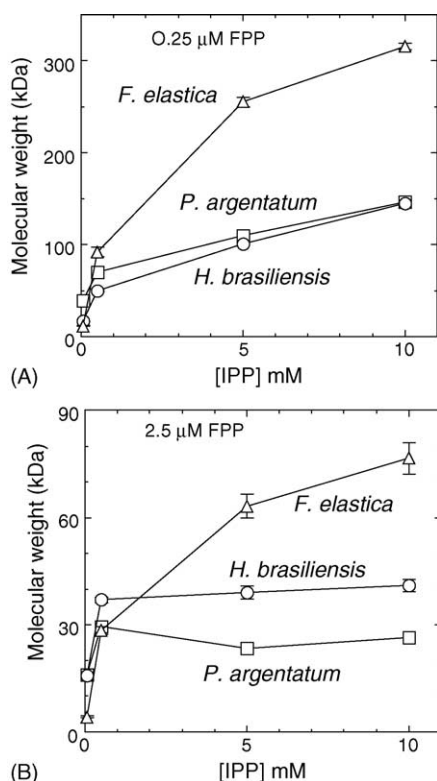 0.25 μM FPP
300
200
100
0
Molecular weight (kDa)
F. elastica
P. argentatum
H. brasiliensis
0
5
10
[IPP] mM
(A)
2.5 μM FPP
90
60
30
0
Molecular weight (kDa)
F. elastica
H. brasiliensis
P. argentatum
0
5
10
[IPP] mM
(B)